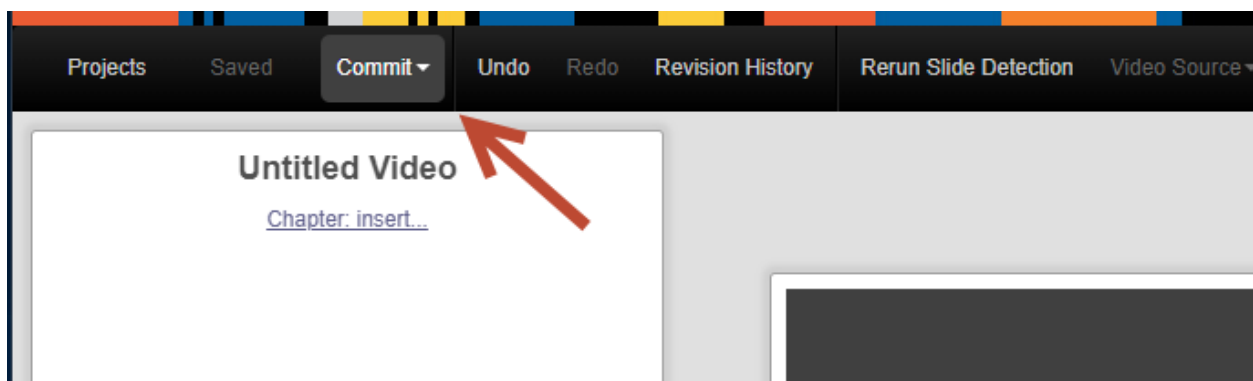 Projects Saved Commit Undo Redo Revision History Rerun Slide Detection Video Source
Untitled Video
Chapter: insert...